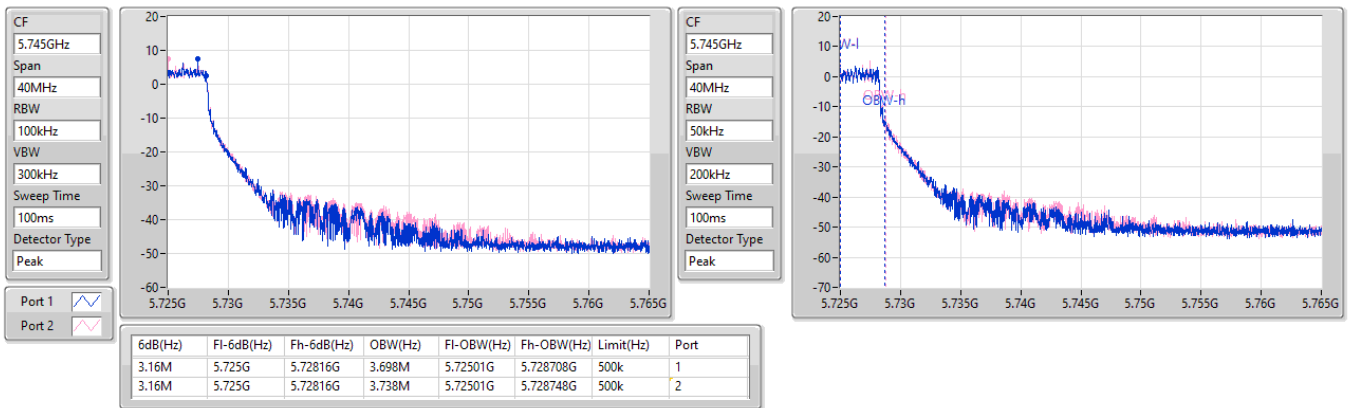 CF
5.745GHz
Span
40MHz
RBW
100kHz
VBW
300kHz
Sweep Time
100ms
Detector Type
Peak
Port 1
Port 2
20
10
0
-10
-20
-30
-40
-50
-60
5.725G 5.73G 5.735G 5.74G 5.745G 5.75G 5.755G 5.76G 5.765G
CF
5.745GHz
Span
40MHz
RBW
50kHz
VBW
200kHz
Sweep Time
100ms
Detector Type
Peak
20
10
0
-10
-20
-30
-40
-50
-60
-70
W-l
OBW-h
5.725G 5.73G 5.735G 5.74G 5.745G 5.75G 5.755G 5.76G 5.765G
6dB(Hz) Fl-6dB(Hz) Fh-6dB(Hz) OBW(Hz) Fl-OBW(Hz) Fh-OBW(Hz) Limit(Hz) Port
3.16M 5.725G 5.72816G 3.698M 5.72501G 5.728708G 500k 1
3.16M 5.725G 5.72816G 3.738M 5.72501G 5.728748G 500k 2